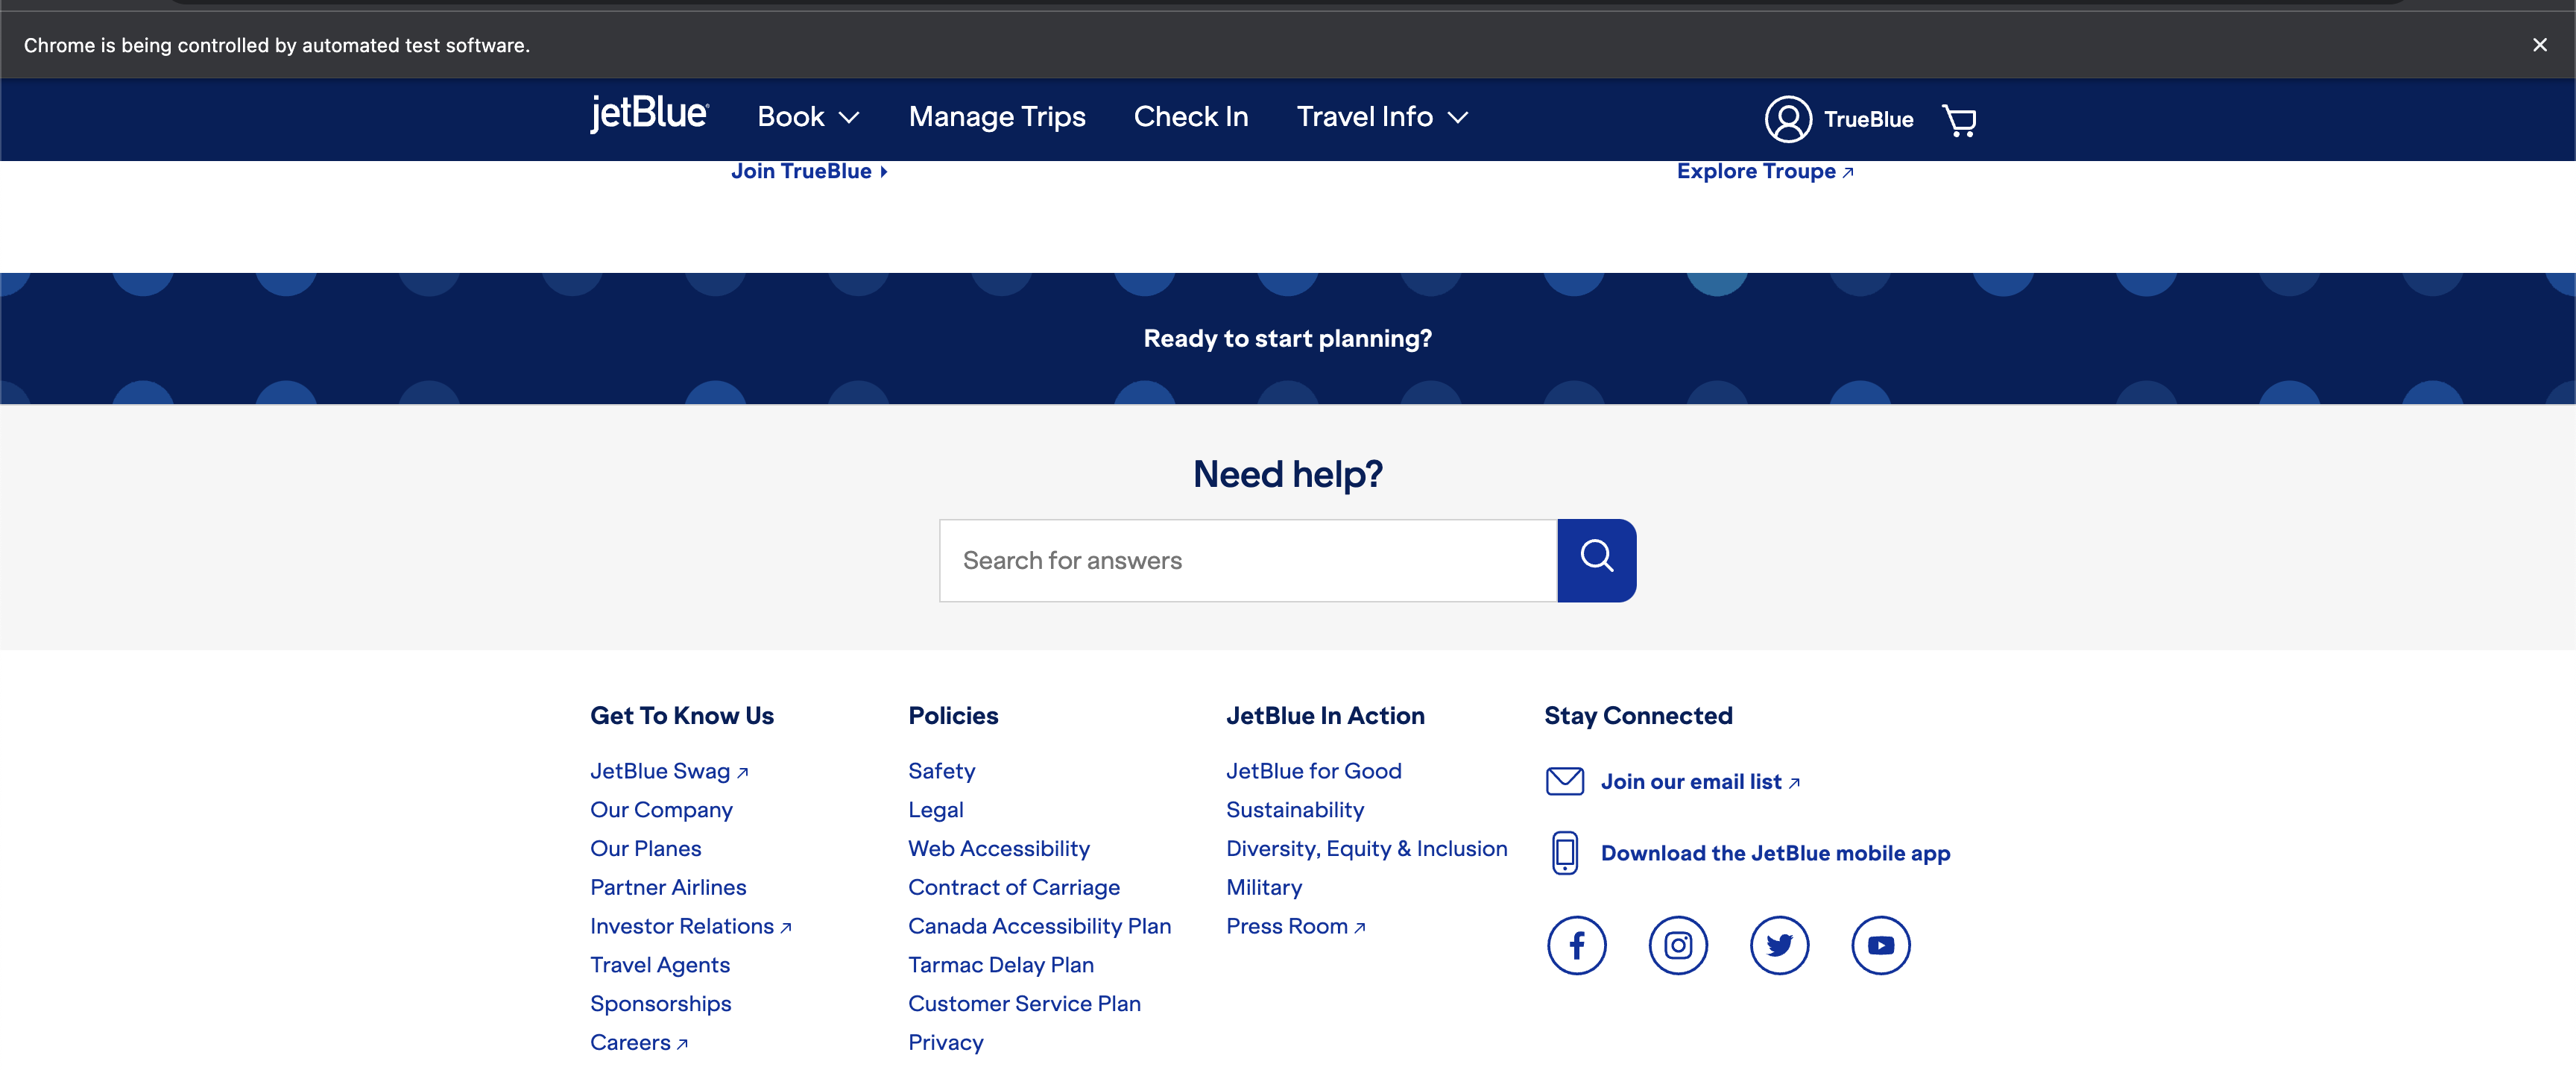 Chrome is being controlled by automated test software.
jetBlue Book Manage Trips Check In Travel Info TrueBlue
Join TrueBlue Explore Troupe
Ready to start planning?
Need help?
Search for answers
Get To Know Us
JetBlue Swag
Our Company
Our Planes
Partner Airlines
Investor Relations
Travel Agents
Sponsorships
Careers
Policies
Safety
Legal
Web Accessibility
Contract of Carriage
Canada Accessibility Plan
Tarmac Delay Plan
Customer Service Plan
Privacy
JetBlue In Action
JetBlue for Good
Sustainability
Diversity, Equity & Inclusion
Military
Press Room
Stay Connected
Join our email list
Download the JetBlue mobile app